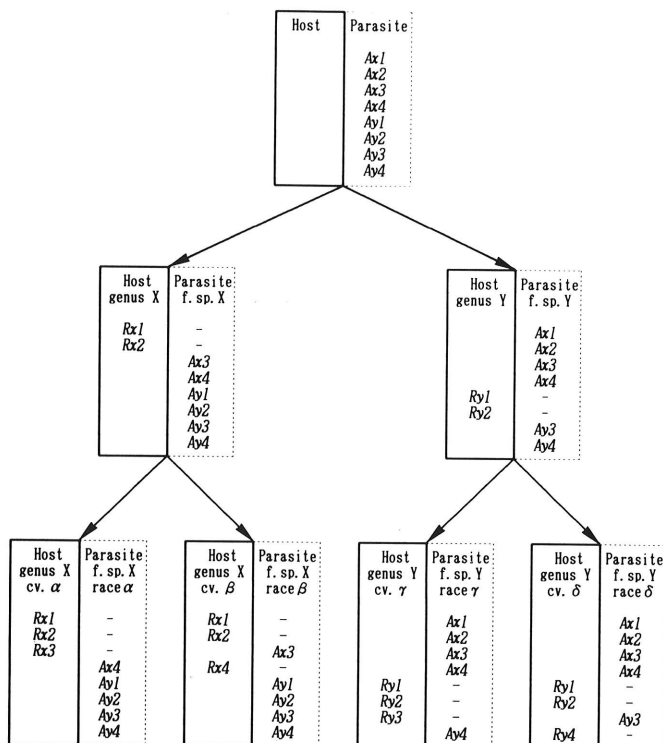 Host Parasite
Ax1
Ax2
Ax3
Ax4
Ay1
Ay2
Ay3
Ay4
Host Parasite
genus X f. sp. X
Rx1 –
Rx2 –
Ax3
Ax4
Ay1
Ay2
Ay3
Ay4
Host Parasite
genus Y f. sp. Y
Ax1
Ax2
Ax3
Ax4
Ry1 –
Ry2 –
Ay3
Ay4
Host Parasite
genus X f. sp. X
cv. α race α
Rx1 –
Rx2 –
Rx3 –
Ax4
Ay1
Ay2
Ay3
Ay4
Host Parasite
genus X f. sp. X
cv. β race β
Rx1 –
Rx2 –
Ax3
Rx4 –
Ay1
Ay2
Ay3
Ay4
Host Parasite
genus Y f. sp. Y
cv. γ race γ
Ax1
Ax2
Ax3
Ax4
Ry1 –
Ry2 –
Ry3 –
Ay4
Host Parasite
genus Y f. sp. Y
cv. δ race δ
Ax1
Ax2
Ax3
Ax4
Ry1 –
Ry2 –
Ay3
Ry4 –